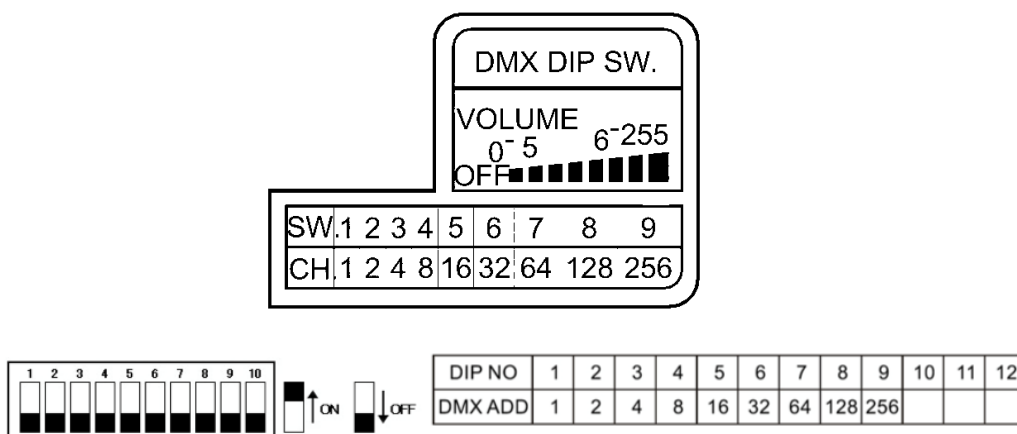 DMX DIP SW.
VOLUME
0-5 6-255
OFF
SW.1 2 3 4 5 6 7 8 9
CH.1 2 4 8 16 32 64 128 256
1 2 3 4 5 6 7 8 9 10
ON OFF
DIP NO 1 2 3 4 5 6 7 8 9 10 11 12
DMX ADD 1 2 4 8 16 32 64 128 256